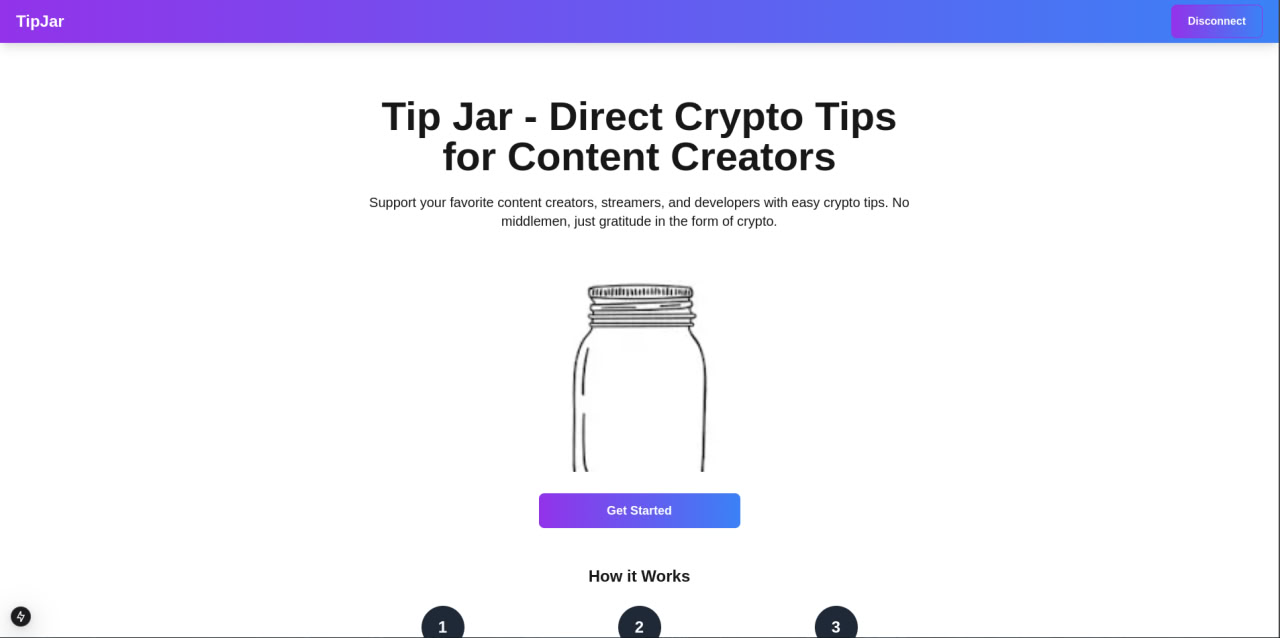 TipJar
Disconnect
Tip Jar - Direct Crypto Tips
for Content Creators
Support your favorite content creators, streamers, and developers with easy crypto tips. No
middlemen, just gratitude in the form of crypto.
Get Started
How it Works
1 2 3